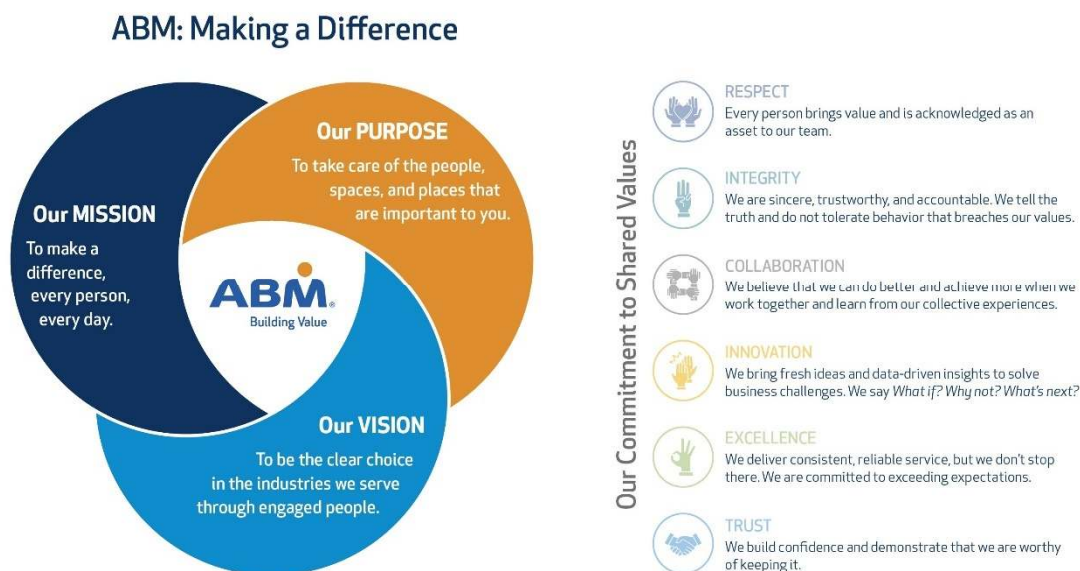 ABM: Making a Difference
Our MISSION
To make a
difference,
every person,
every day.
Our PURPOSE
To take care of the people,
spaces, and places that
are important to you.
ABM®
Building Value
Our VISION
To be the clear choice
in the industries we serve
through engaged people.
Our Commitment to Shared Values
RESPECT
Every person brings value and is acknowledged as an
asset to our team.
INTEGRITY
We are sincere, trustworthy, and accountable. We tell the
truth and do not tolerate behavior that breaches our values.
COLLABORATION
We believe that we can do better and achieve more when we
work together and learn from our collective experiences.
INNOVATION
We bring fresh ideas and data-driven insights to solve
business challenges. We say What if? Why not? What's next?
EXCELLENCE
We deliver consistent, reliable service, but we don't stop
there. We are committed to exceeding expectations.
TRUST
We build confidence and demonstrate that we are worthy
of keeping it.